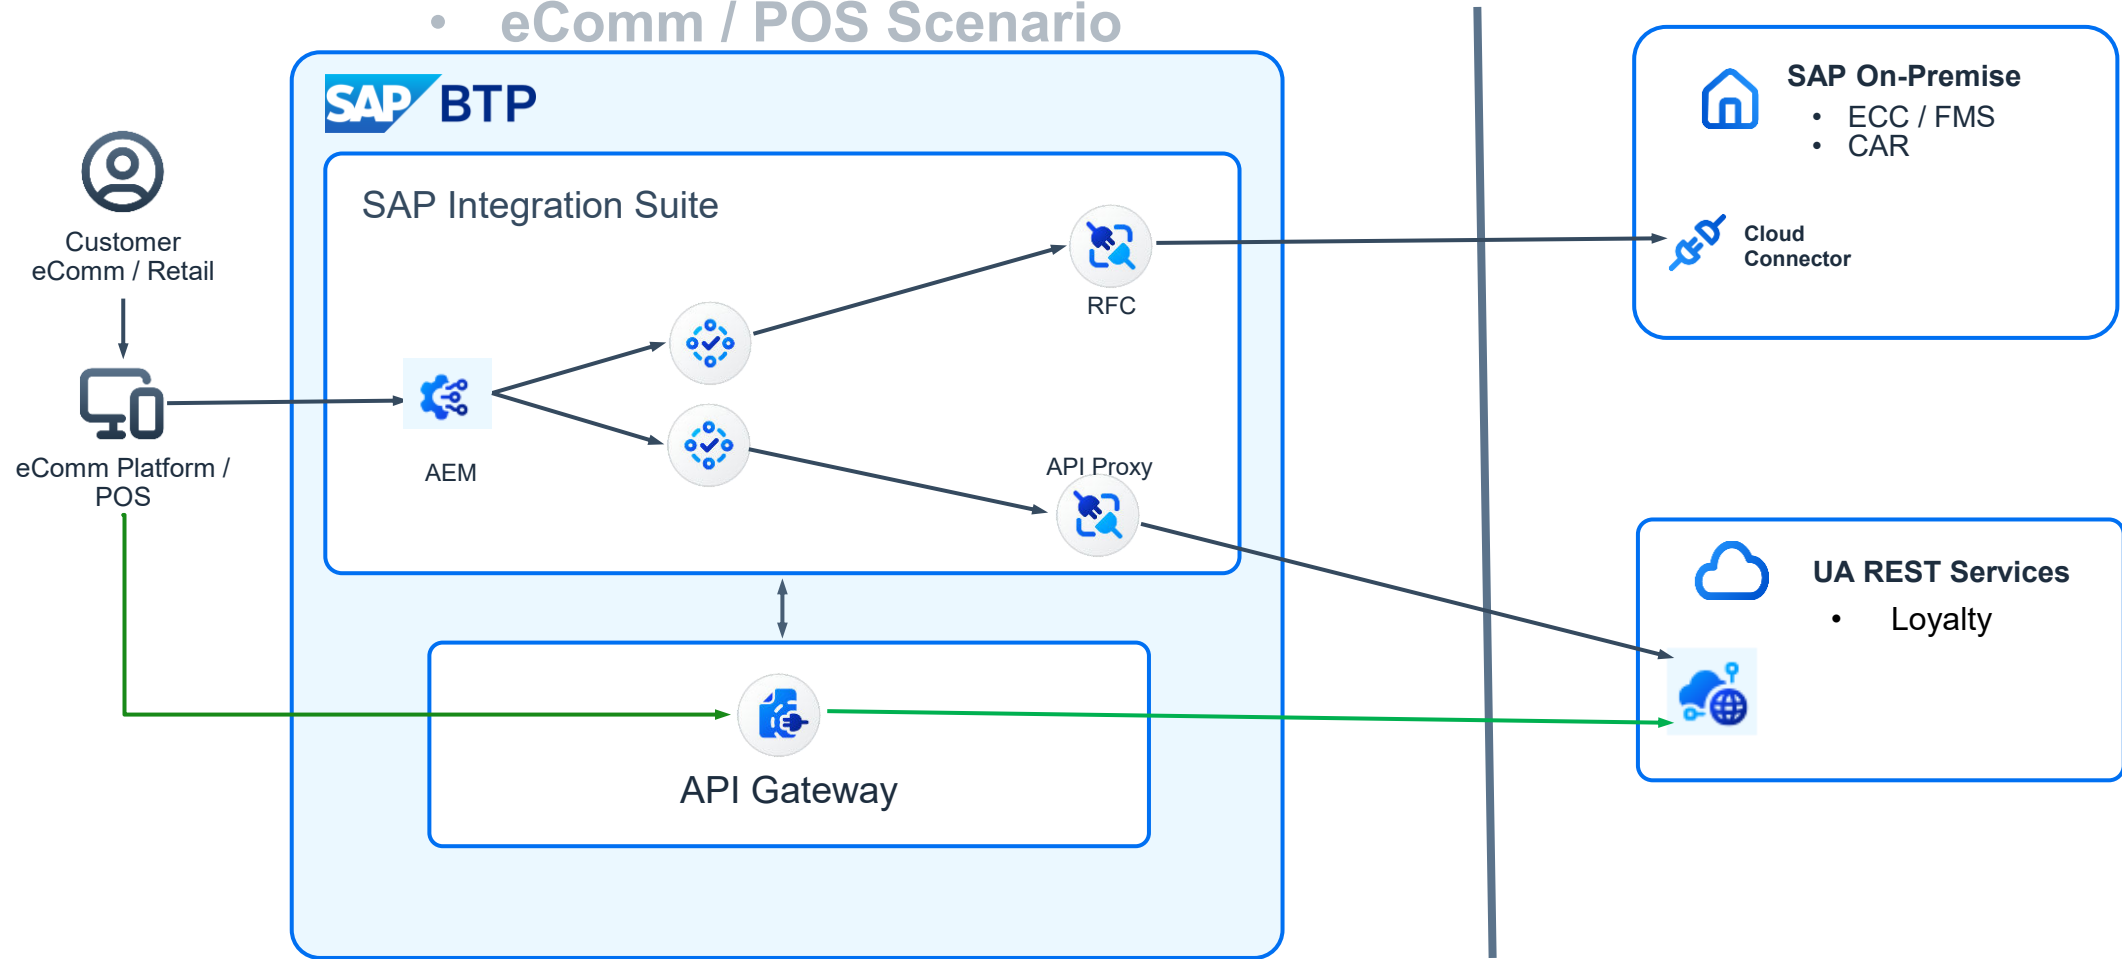 • eComm / POS Scenario
SAP BTP
SAP Integration Suite
Customer
eComm / Retail
eComm Platform /
POS
AEM
RFC
API Proxy
API Gateway
SAP On-Premise
• ECC / FMS
• CAR
Cloud
Connector
UA REST Services
• Loyalty